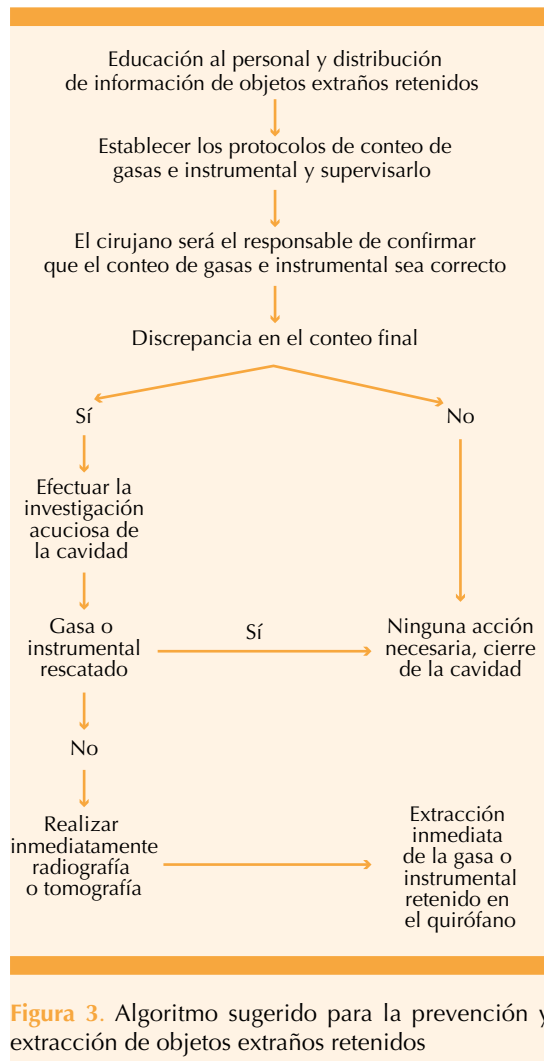 Educación al personal y distribución
de información de objetos extraños retenidos
Establecer los protocolos de conteo de
gasas e instrumental y supervisarlo
El cirujano será el responsable de confirmar
que el conteo de gasas e instrumental sea correcto
Discrepancia en el conteo final
Sí
No
Efectuar la
investigación
acuciosa de
la cavidad
Gasa o
instrumental
rescatado
Sí
Ninguna acción
necesaria, cierre
de la cavidad
No
Realizar
inmediatamente
radiografía
o tomografía
Extracción
inmediata
de la gasa o
instrumental
retenido en
el quirófano
Figura 3. Algoritmo sugerido para la prevención y
extracción de objetos extraños retenidos